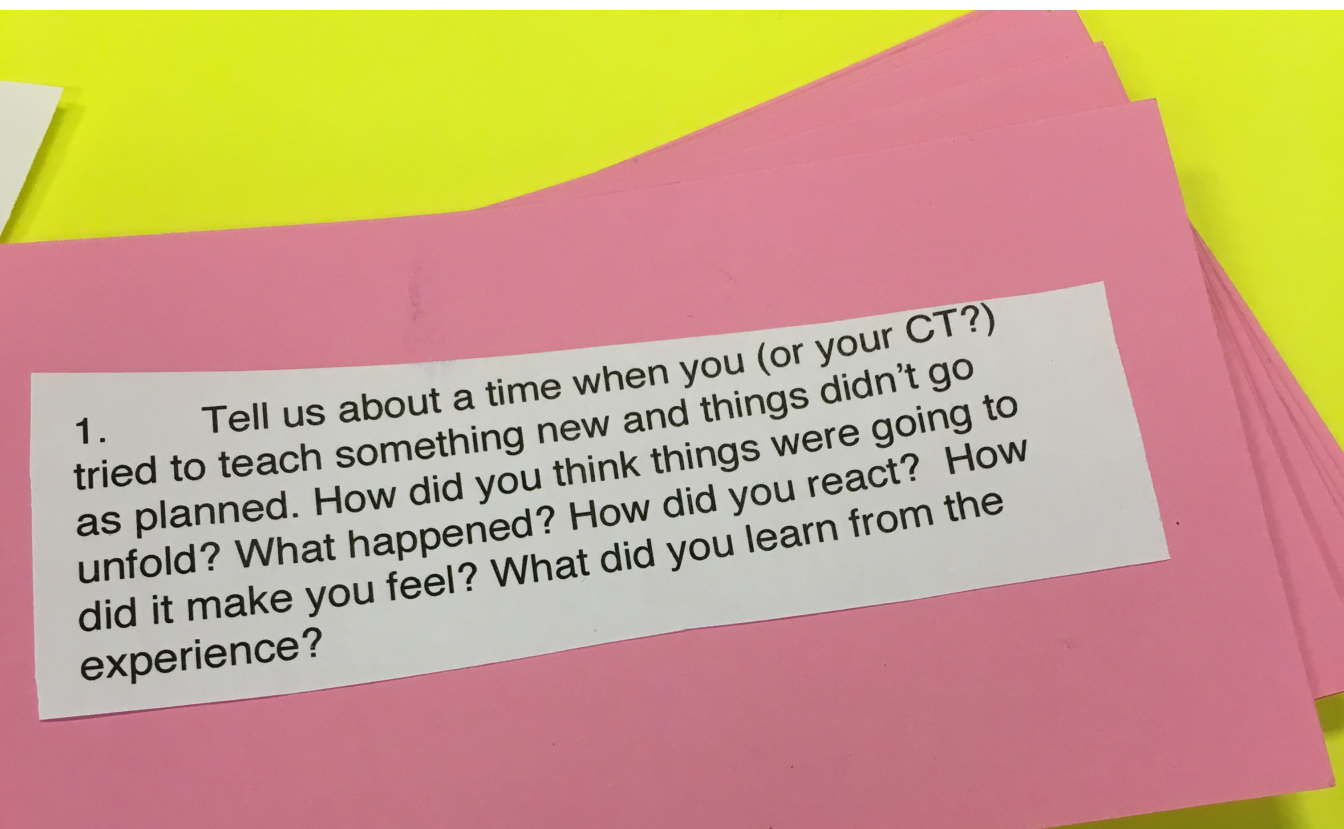 1. Tell us about a time when you (or your CT?)
tried to teach something new and things didn't go
as planned. How did you think things were going to
unfold? What happened? How did you react? How
did it make you feel? What did you learn from the
experience?